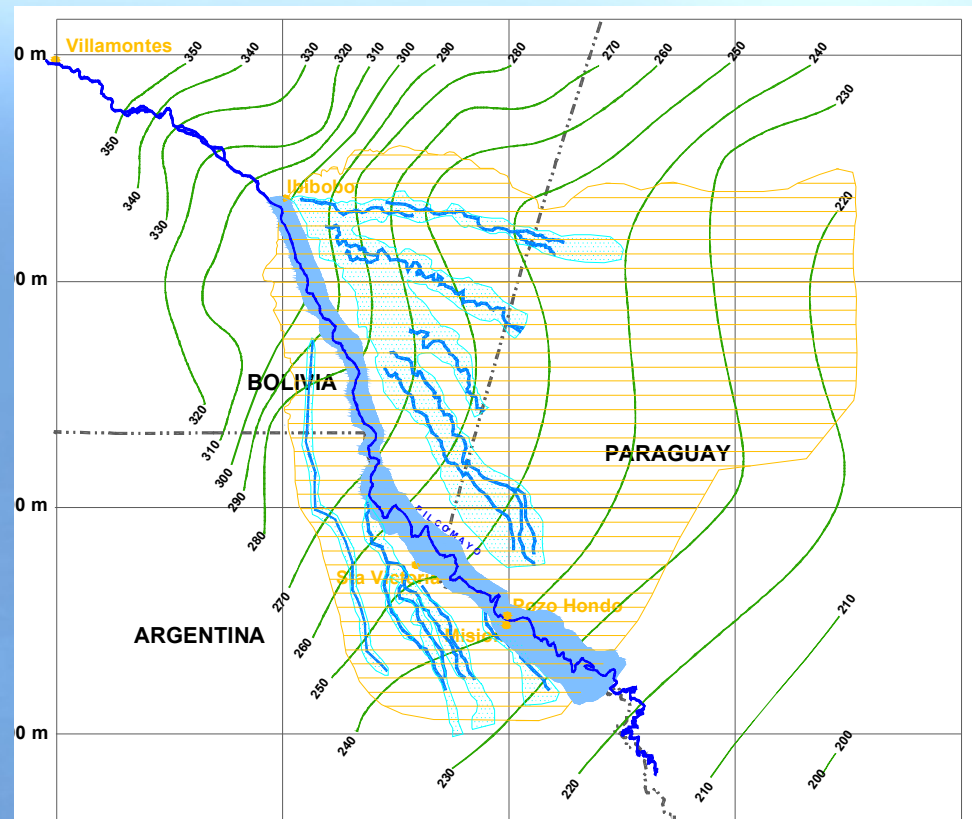 0 m
Villamontes
350
340
330
320
310
300
290
280
270
260
250
240
230
350
340
330
Ibibobo
220
0 m
BOLIVIA
320
310
300
290
280
PARAGUAY
0 m
PILCOMAYO
Sta Victoria
270
Pozo Hondo
ARGENTINA
Misio
260
250
210
240
230
220
210
200
200
0 m